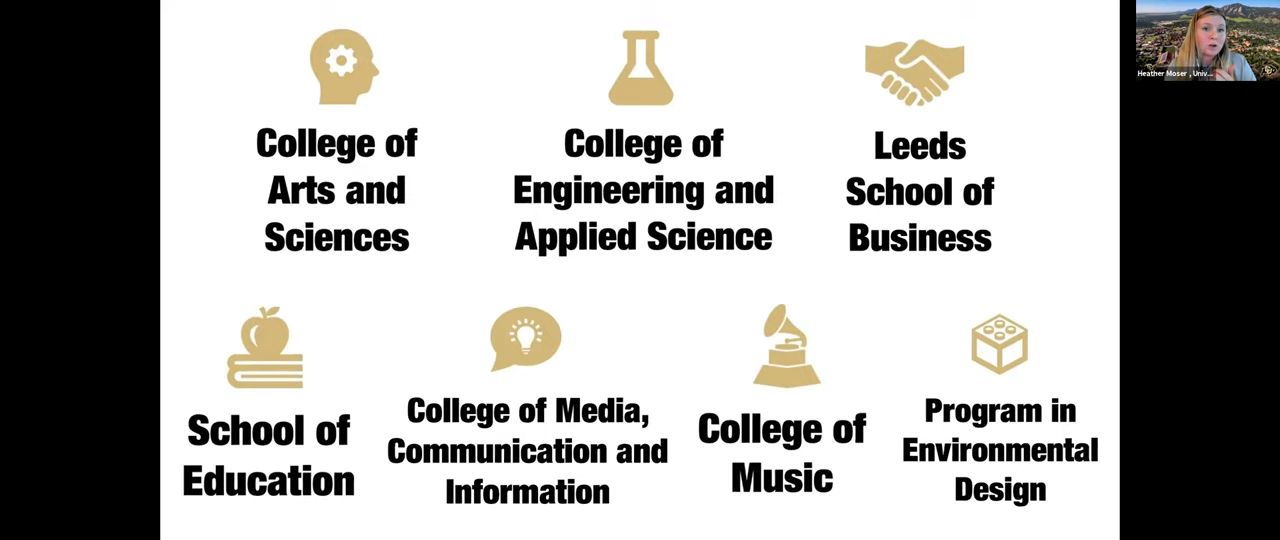 College of
Arts and
Sciences
College of
Engineering and
Applied Science
Leeds
School of
Business
School of
Education
College of Media,
Communication and
Information
College of
Music
Program in
Environmental
Design
Heather Moser , Univ...